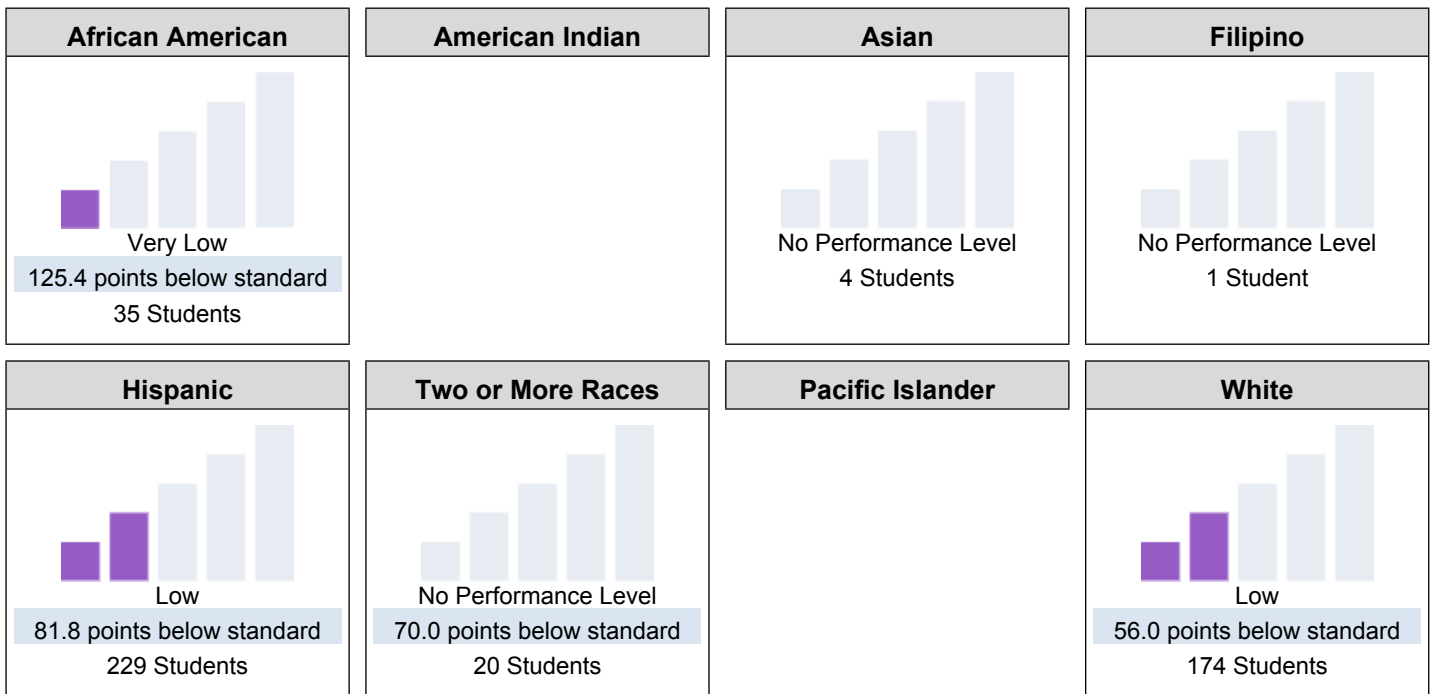 African American
Very Low
125.4 points below standard
35 Students
American Indian
Asian
No Performance Level
4 Students
Filipino
No Performance Level
1 Student
Hispanic
Low
81.8 points below standard
229 Students
Two or More Races
No Performance Level
70.0 points below standard
20 Students
Pacific Islander
White
Low
56.0 points below standard
174 Students